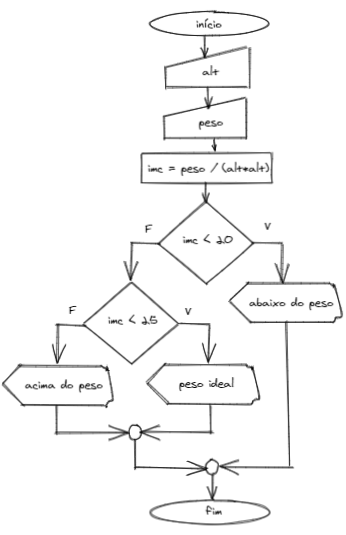 início
alt
peso
imc = peso / (alt*alt)
imc < 20
F
V
abaixo do peso
imc < 25
F
V
acima do peso
peso ideal
fim